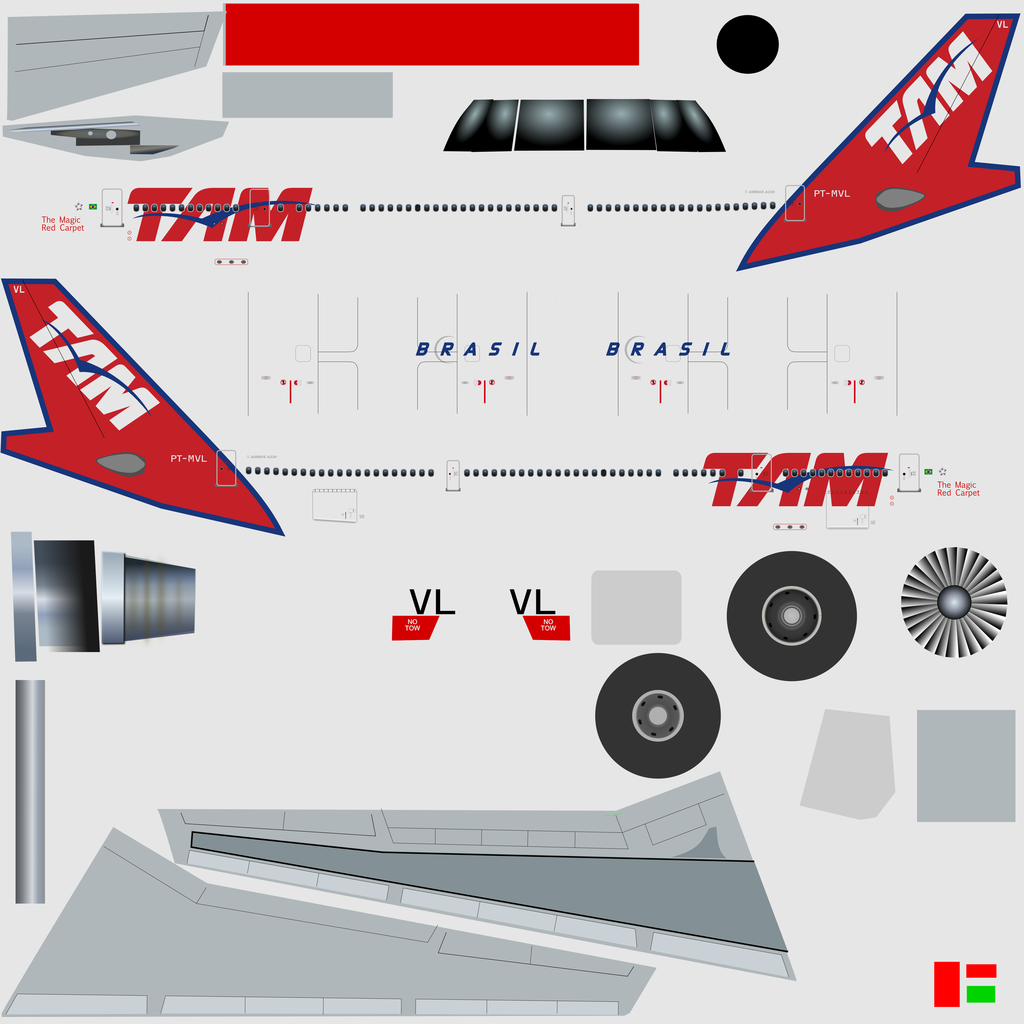 VL
TAM
PT-MVL
The Magic
Red Carpet
TAM
VL
TAM
BRASIL
BRASIL
PT-MVL
TAM
The Magic
Red Carpet
VL
NO
TOW
VL
NO
TOW